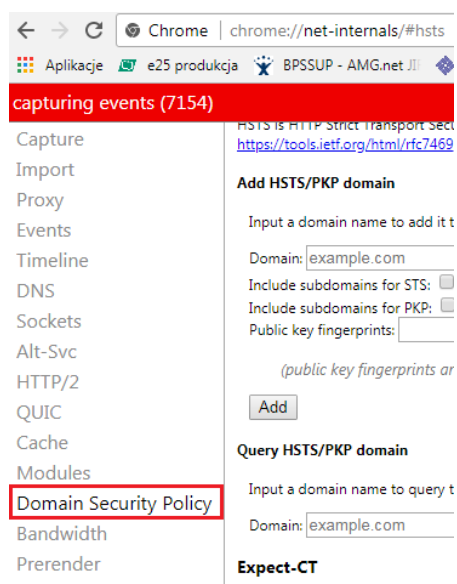 Chrome chrome://net-internals/#hsts
Aplikacje e25 produkcja BPSSUP - AMG.net
capturing events (7154)
Capture
Import
Proxy
Events
Timeline
DNS
Sockets
Alt-Svc
HTTP/2
QUIC
Cache
Modules
Domain Security Policy
Bandwidth
Prerender
HSTS is HTTP Strict Transport
https://tools.ietf.org/html/rfc7469
Add HSTS/PKP domain
Input a domain name to add it t
Domain: example.com
Include subdomains for STS:
Include subdomains for PKP:
Public key fingerprints:
(public key fingerprints ar
Add
Query HSTS/PKP domain
Input a domain name to query t
Domain: example.com
Expect-CT